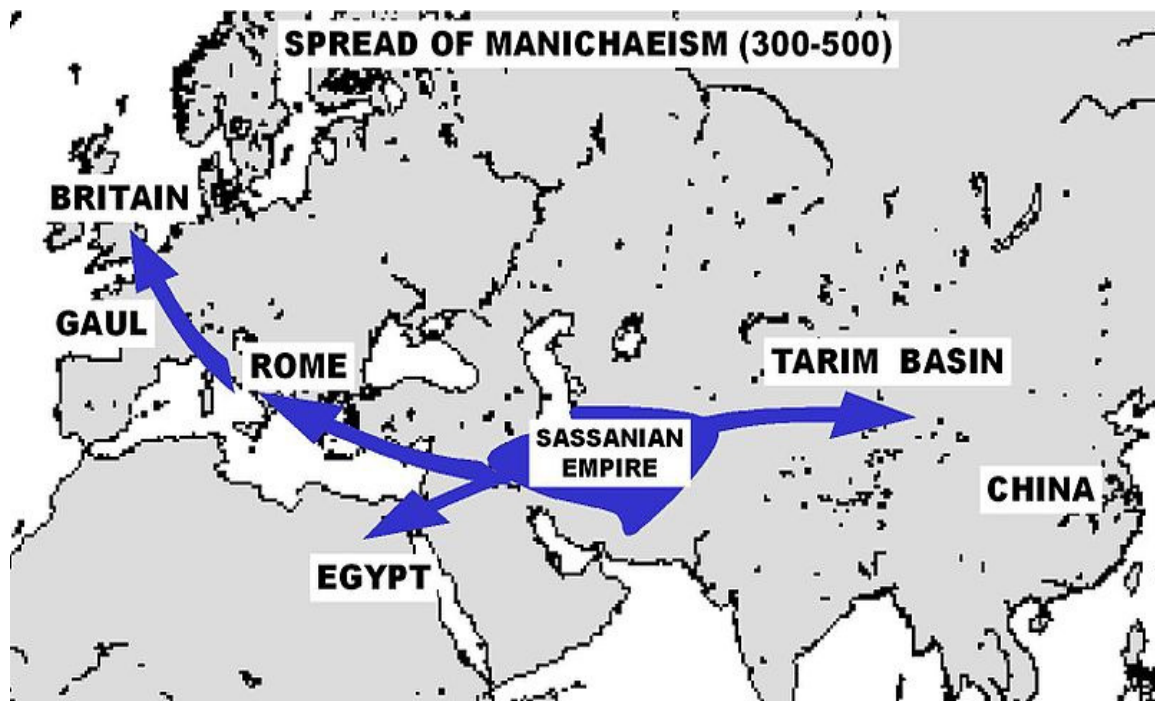 SPREAD OF MANICHAEISM (300-500)
BRITAIN
GAUL
ROME
TARIM BASIN
SASSANIAN
EMPIRE
CHINA
EGYPT